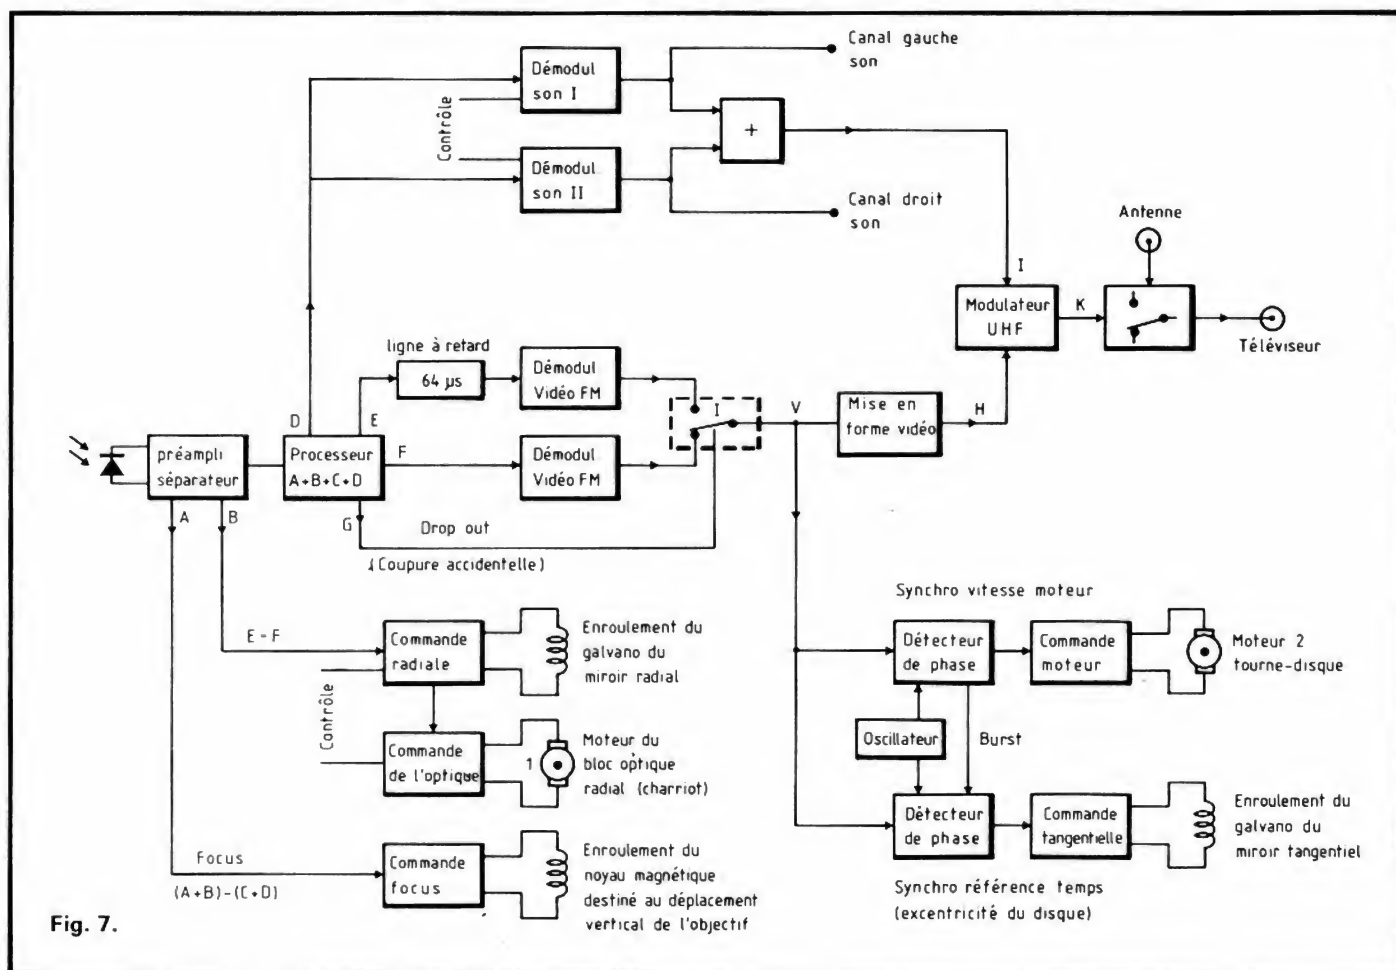 Canal gauche
son
Démodul
son I
Contrôle
+
Démodul
son II
Canal droit
son
Antenne
I
Modulateur
UHF
K
Téléviseur
ligne à retard
64 µs
Démodul
Vidéo FM
I
V
Mise en
forme vidéo
H
D
E
préampli
séparateur
Processeur
A+B+C+D
F
Démodul
Vidéo FM
A
B
G
Drop out
(Coupure accidentelle)
E-F
Commande
radiale
Enroulement du
galvano du
miroir radial
Contrôle
Commande
de l'optique
1
Moteur du
bloc optique
radial (charriot)
Focus
(A+B)-(C+D)
Commande
focus
Enroulement du
noyau magnétique
destiné au déplacement
vertical de l'objectif
Synchro vitesse moteur
Détecteur
de phase
Commande
moteur
Moteur 2
tourne-disque
Oscillateur
Burst
Détecteur
de phase
Commande
tangentielle
Enroulement du
galvano du
miroir tangentiel
Synchro référence temps
(excentricité du disque)
Fig. 7.